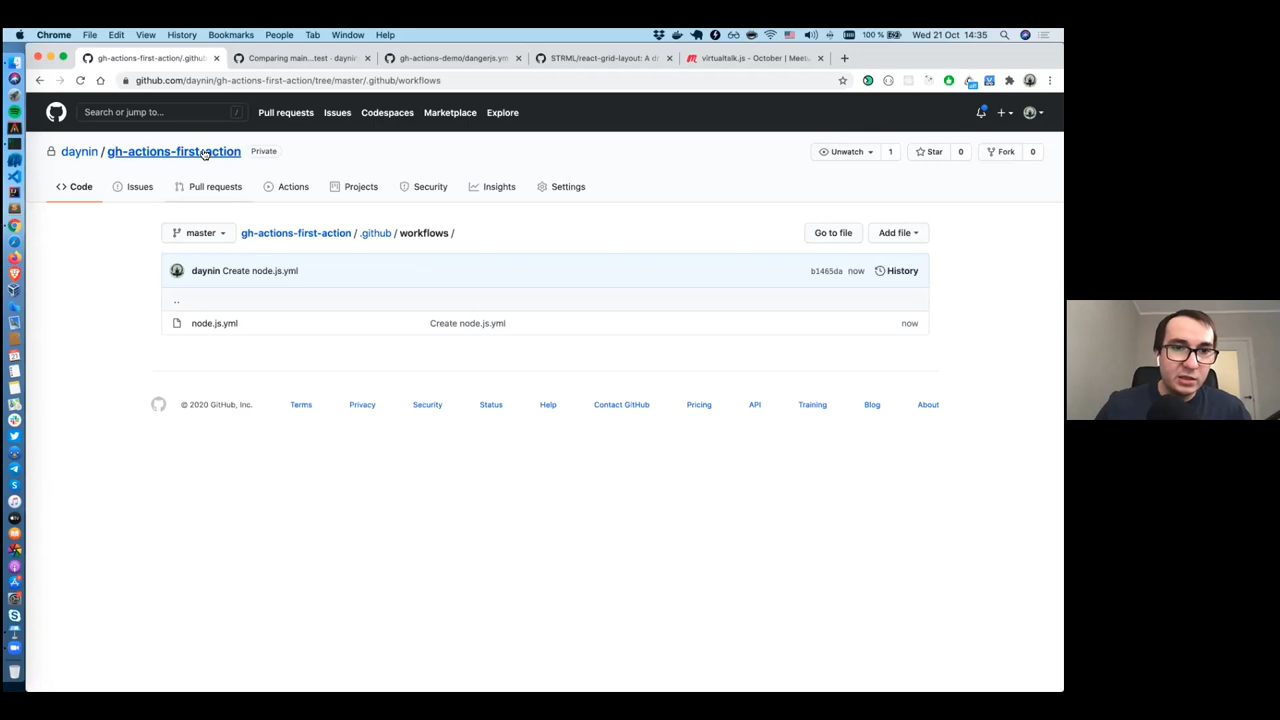 Chrome File Edit View History Bookmarks People Tab Window Help 100 % Wed 21 Oct 14:35
gh-actions-first-action/.github Comparing main...test · daynin gh-actions-demo/dangerjs.yml STRML/react-grid-layout: A dr virtualtalk.js - October | Meetu
github.com/daynin/gh-actions-first-action/tree/master/.github/workflows
Search or jump to... / Pull requests Issues Codespaces Marketplace Explore
daynin / gh-actions-first-action Private Unwatch 1 Star 0 Fork 0
Code Issues Pull requests Actions Projects Security Insights Settings
master gh-actions-first-action / .github / workflows / Go to file Add file
daynin Create node.js.yml b1465da now History
..
node.js.yml Create node.js.yml now
© 2020 GitHub, Inc. Terms Privacy Security Status Help Contact GitHub Pricing API Training Blog About